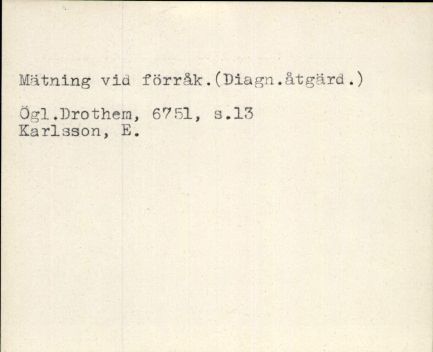 Mätning vid förråk.(Diagn.åtgärd.)
Ögl.Drothem, 6751, s.13
Karlsson, E.